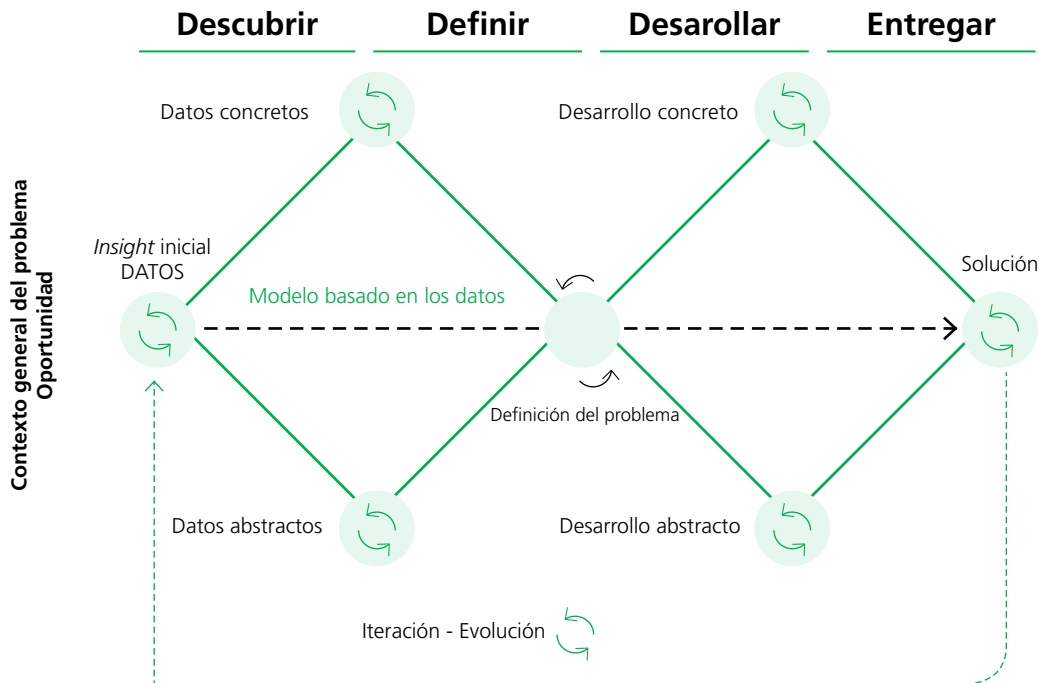 Descubrir
Definir
Desarollar
Entregar
Datos concretos
Desarrollo concreto
Contexto general del problema
Oportunidad
Insight inicial
DATOS
Modelo basado en los datos
Solución
Definición del problema
Datos abstractos
Desarrollo abstracto
Iteración - Evolución